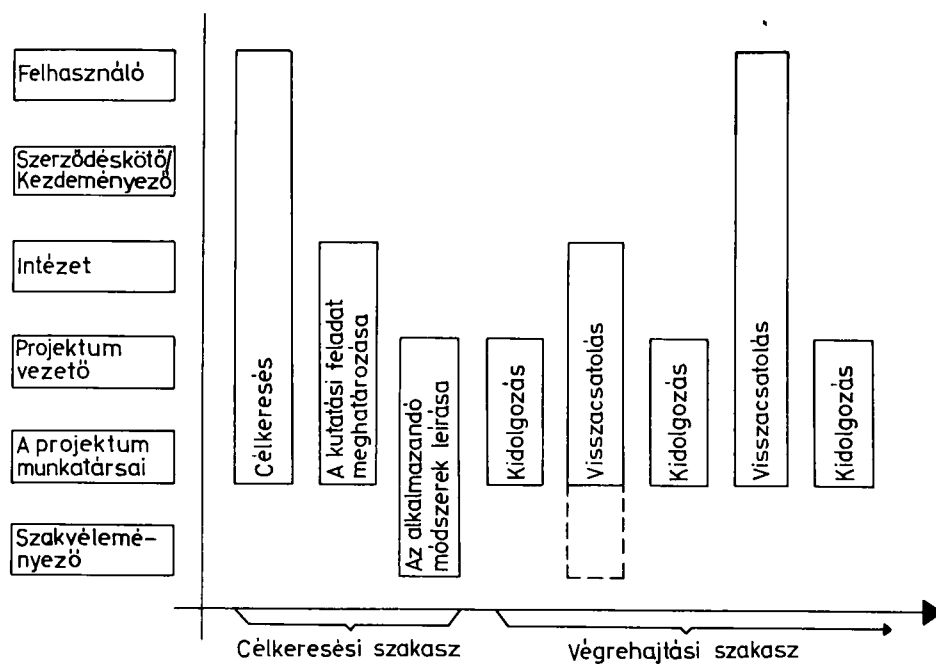 Felhasználó
Szerződéskötő/
Kezdeményező
Intézet
Projektum
vezető
A projektum
munkatársai
Szakvélemé-
nyező
Célkeresés
A kutatási feladat
meghatározása
Az alkalmazandó
módszerek leírása
Kidolgozás
Visszacsatolás
Kidolgozás
Visszacsatolás
Kidolgozás
Célkeresési szakasz
Végrehajtási szakasz